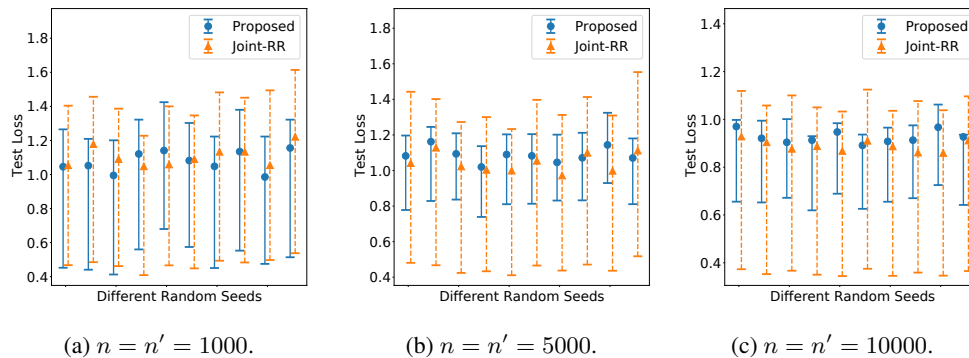 1.8
1.6
1.4
1.2
1.0
0.8
0.6
0.4
Test Loss
Proposed
Joint-RR
Different Random Seeds
(a) n = n′ = 1000.
1.8
1.6
1.4
1.2
1.0
0.8
0.6
0.4
Test Loss
Proposed
Joint-RR
Different Random Seeds
(b) n = n′ = 5000.
1.4
1.2
1.0
0.8
0.6
0.4
Test Loss
Proposed
Joint-RR
Different Random Seeds
(c) n = n′ = 10000.